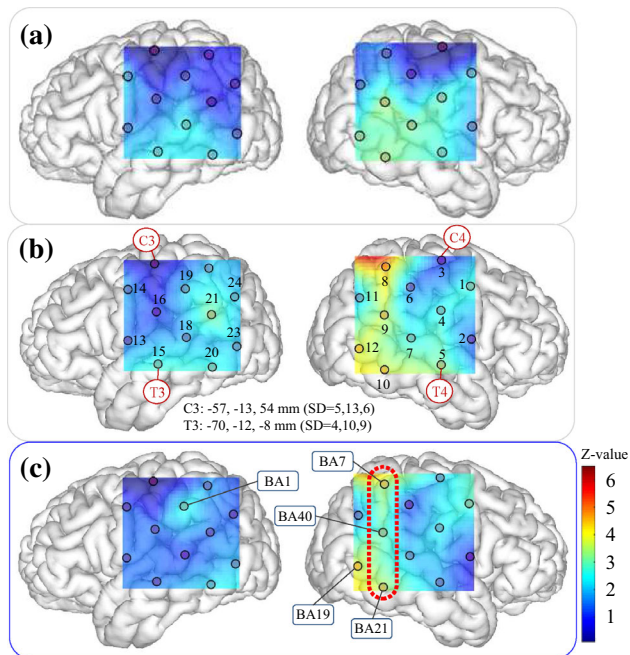 (a)
(b)
C3
C4
19
8
3
14
24
11
6
1
16
21
9
4
18
13
23
12
7
2
15
20
10
5
T3
T4
C3: -57, -13, 54 mm (SD=5,13,6)
T3: -70, -12, -8 mm (SD=4,10,9)
(c)
BA1
BA7
BA40
BA19
BA21
Z-value
6
5
4
3
2
1